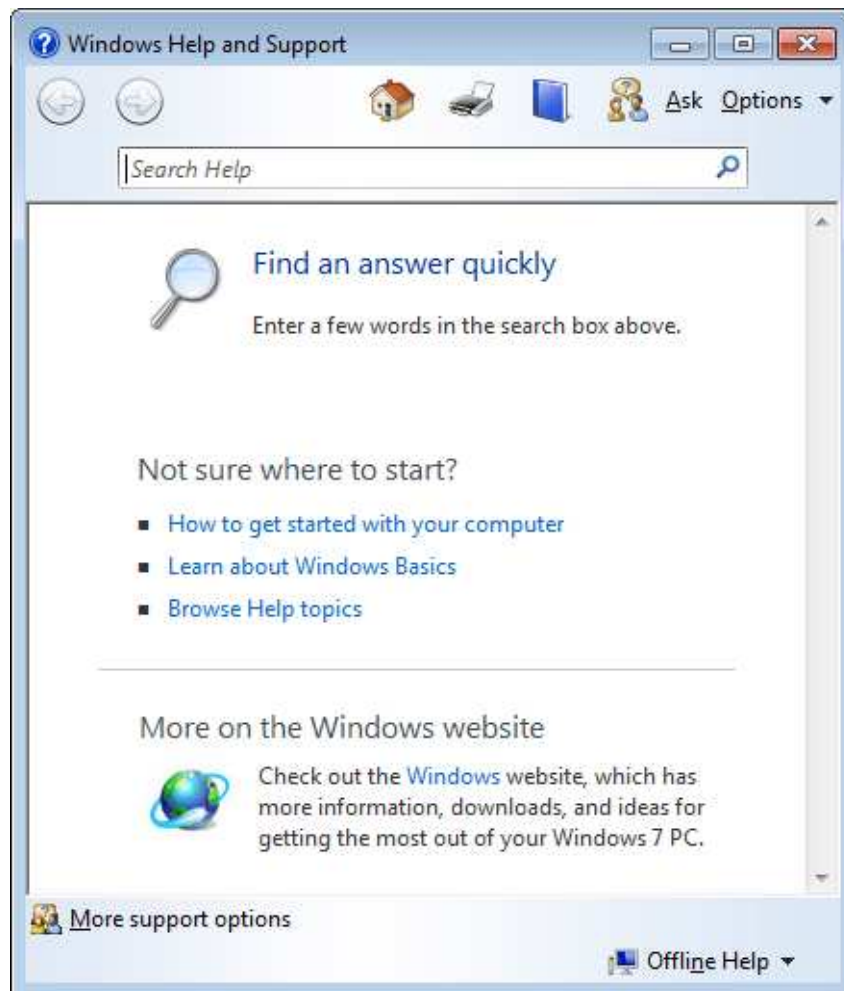 Windows Help and Support
Ask Options
Search Help
Find an answer quickly
Enter a few words in the search box above.
Not sure where to start?
How to get started with your computer
Learn about Windows Basics
Browse Help topics
More on the Windows website
Check out the Windows website, which has
more information, downloads, and ideas for
getting the most out of your Windows 7 PC.
More support options
Offline Help